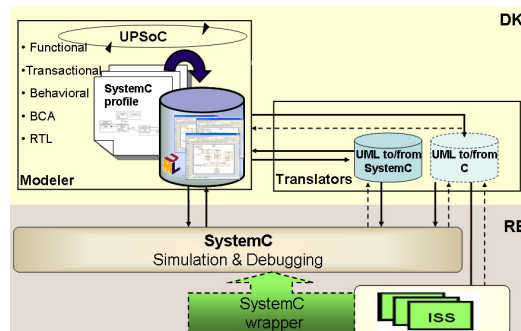 DK
UPSoC
• Functional
•Transactional
• Behavioral
• BCA
• RTL
SystemC
profile
Modeler
Translators
UML to/from
SystemC
UML to/from
C
RE
SystemC
Simulation & Debugging
SystemC
wrapper
ISS